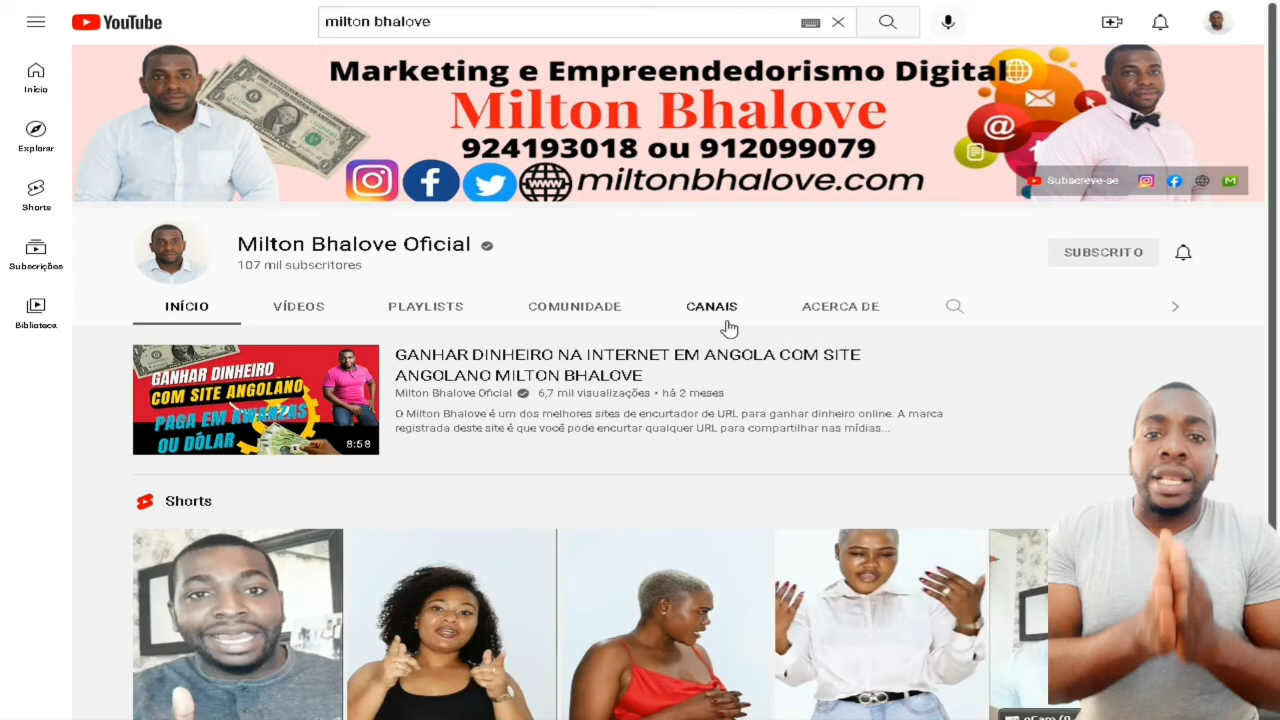 YouTube
milton bhalove
Início
Explorar
Shorts
Subscrições
Biblioteca
Marketing e Empreendedorismo Digital
Milton Bhalove
924193018 ou 912099079
miltonbhalove.com
Subscreve-se
Milton Bhalove Oficial
107 mil subscritores
SUBSCRITO
INÍCIO VÍDEOS PLAYLISTS COMUNIDADE CANAIS ACERCA DE
GANHAR DINHEIRO
COM SITE ANGOLANO
PAGA EM KWANZAS
OU DÓLAR
8:58
GANHAR DINHEIRO NA INTERNET EM ANGOLA COM SITE
ANGOLANO MILTON BHALOVE
Milton Bhalove Oficial 6,7 mil visualizações • há 2 meses
O Milton Bhalove é um dos melhores sites de encurtador de URL para ganhar dinheiro online. A marca
registrada deste site é que você pode encurtar qualquer URL para compartilhar nas mídias...
Shorts